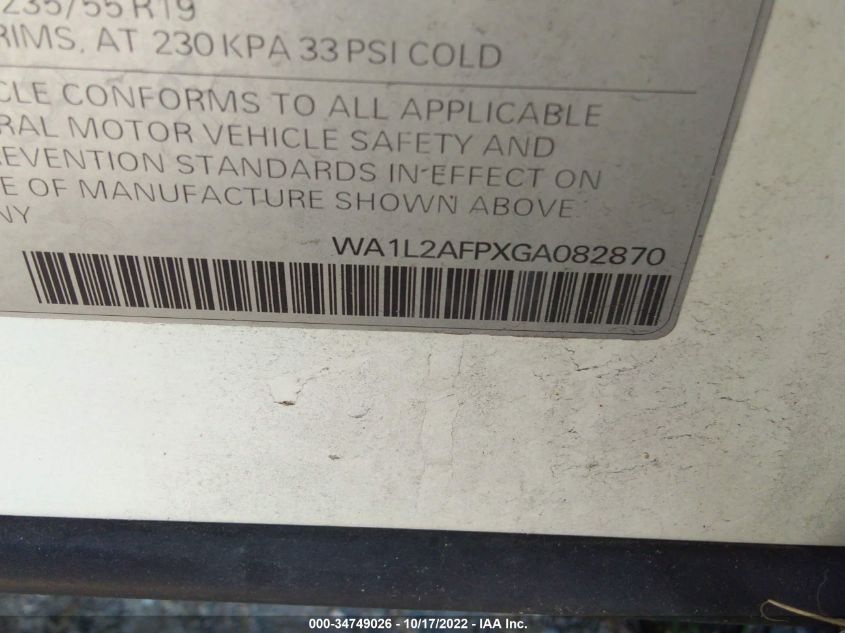 235/55 R19
RIMS, AT 230 KPA 33 PSI COLD
CLE CONFORMS TO ALL APPLICABLE
RAL MOTOR VEHICLE SAFETY AND
EVENTION STANDARDS IN EFFECT ON
E OF MANUFACTURE SHOWN ABOVE
NY
WA1L2AFPXGA082870
000-34749026 - 10/17/2022 - IAA Inc.